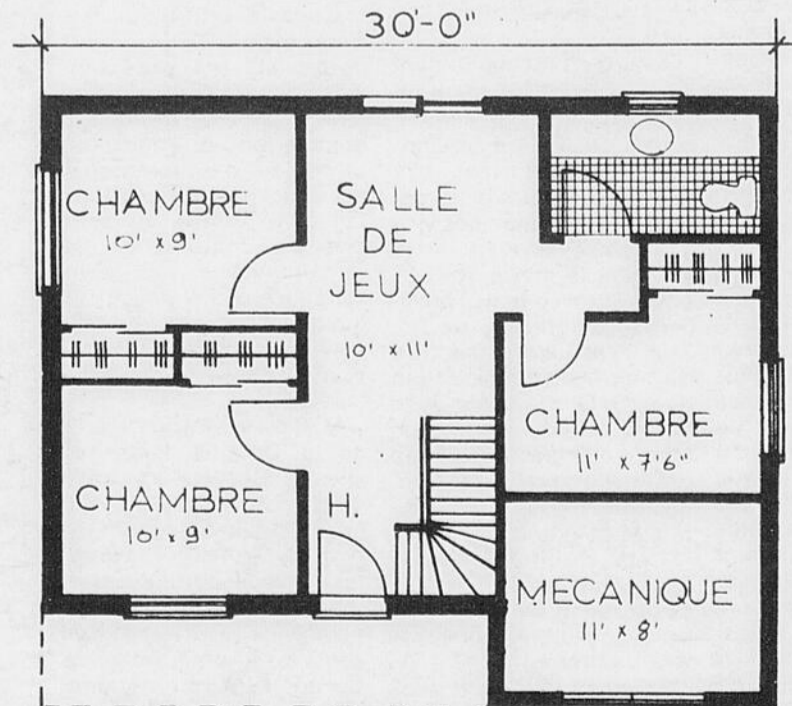 30'-0"
CHAMBRE
10' x 9'
SALLE
DE
JEUX
10' x 11'
CHAMBRE
11' x 7'6"
CHAMBRE
10' x 9'
H.
MECANIQUE
11' x 8'